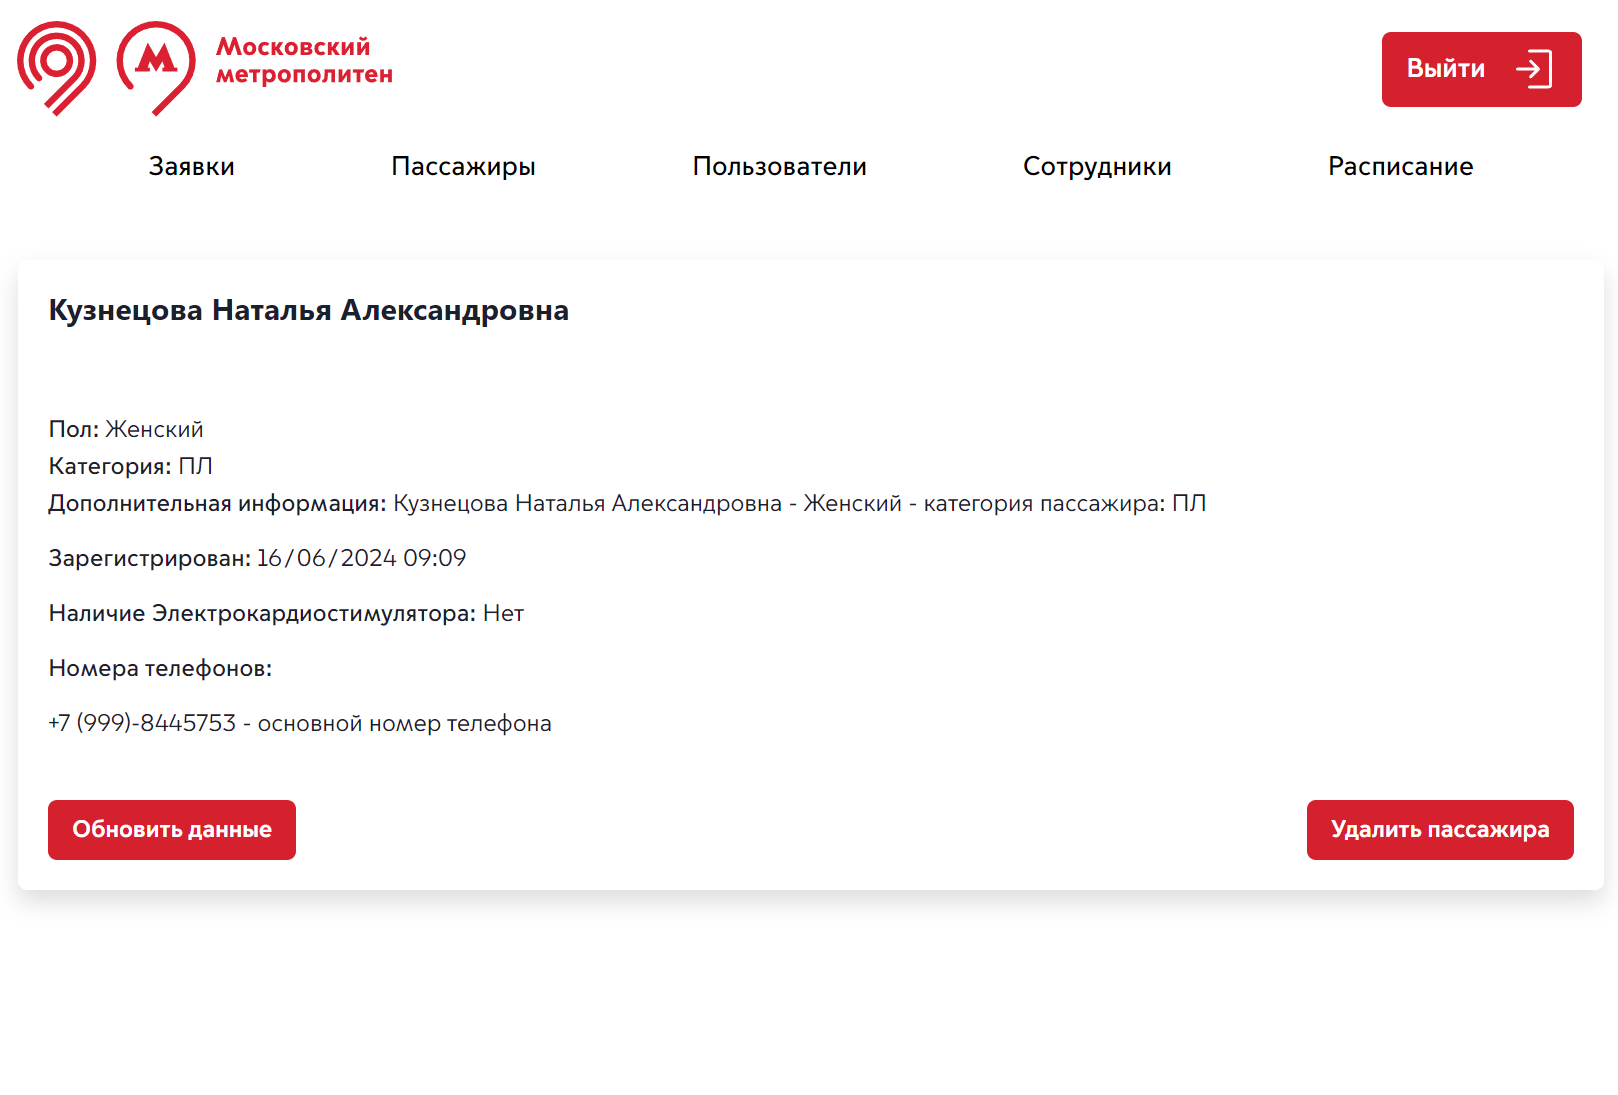 Московский
метрополитен
Выйти
Заявки Пассажиры Пользователи Сотрудники Расписание
Кузнецова Наталья Александровна
Пол: Женский
Категория: ПЛ
Дополнительная информация: Кузнецова Наталья Александровна - Женский - категория пассажира: ПЛ
Зарегистрирован: 16/06/2024 09:09
Наличие Электрокардиостимулятора: Нет
Номера телефонов:
+7 (999)-8445753 - основной номер телефона
Обновить данные Удалить пассажира